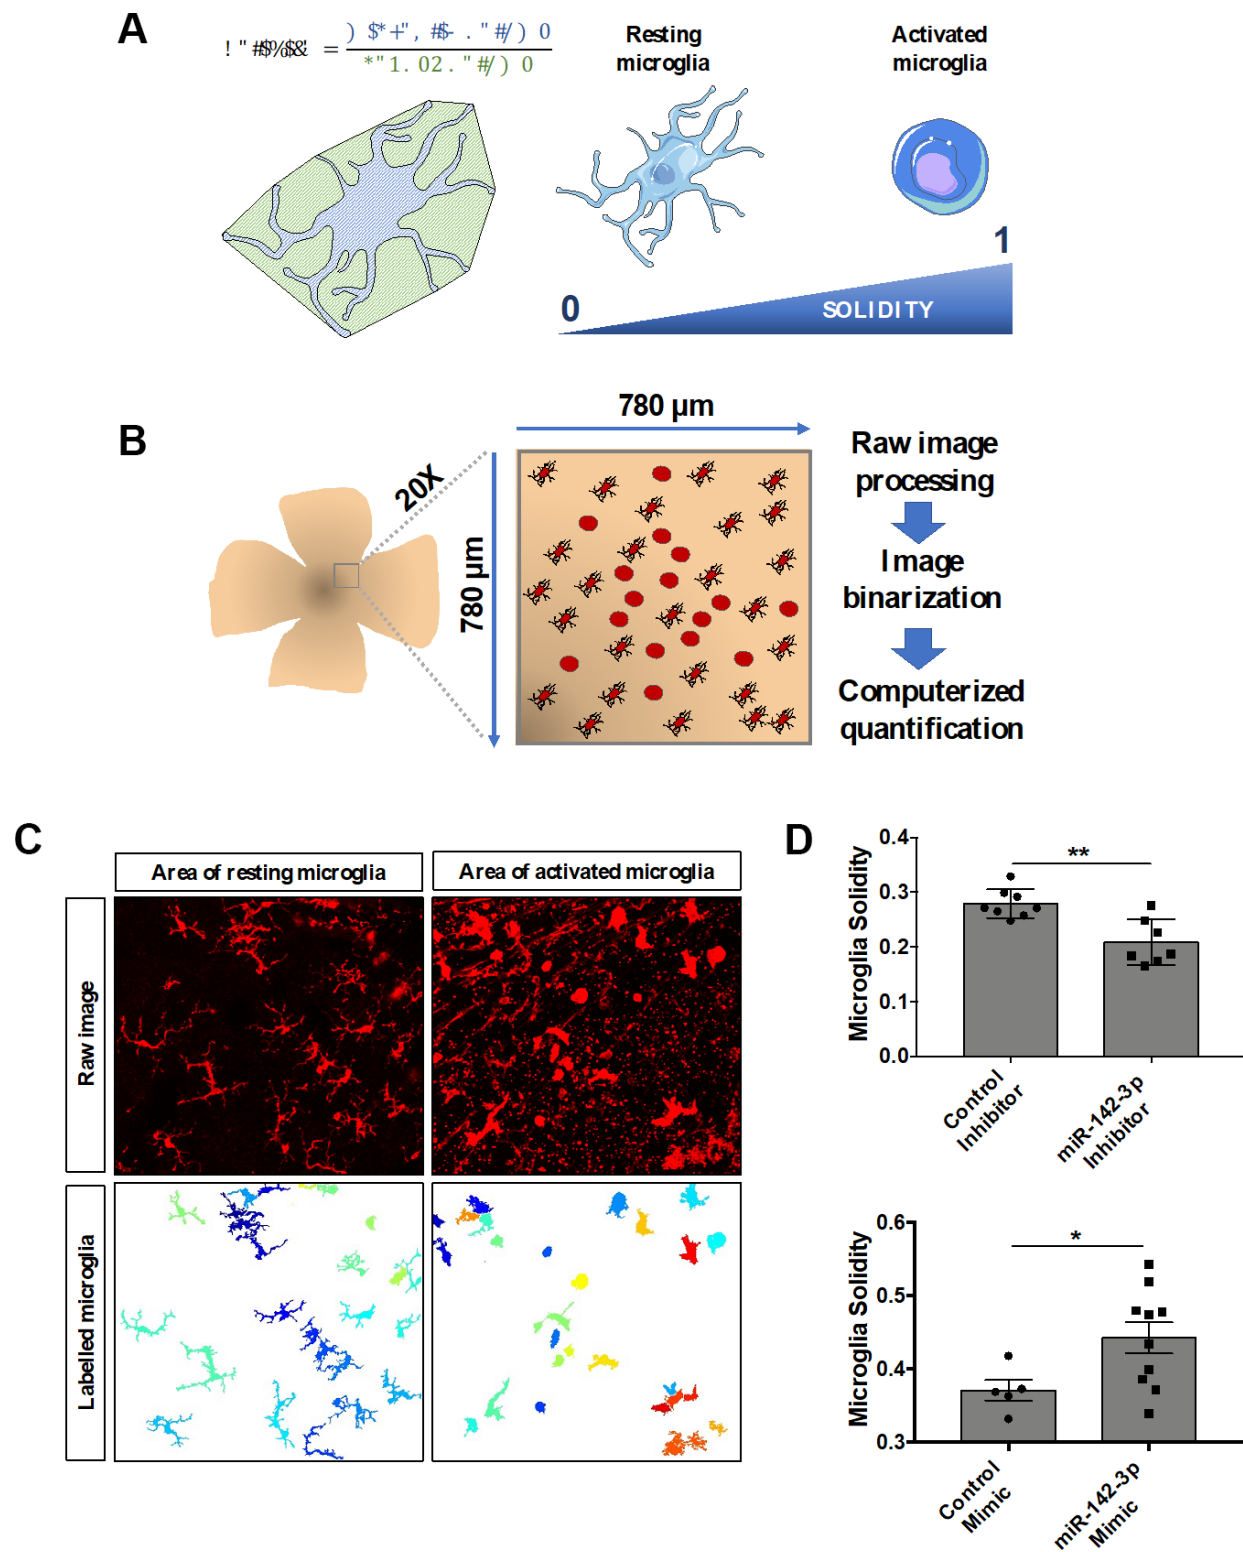 A
Resting
microglia
Activated
microglia
0
1
SOLIDITY
B
20X
780 µm
780 µm
Raw image
processing
Image
binarization
Computerized
quantification
C
Area of resting microglia
Area of activated microglia
Raw image
Labelled microglia
D
Microglia Solidity
0.4
0.3
0.2
0.1
0.0
**
Control
Inhibitor
miR-142-3p
Inhibitor
Microglia Solidity
0.6
0.5
0.4
0.3
*
Control
Mimic
miR-142-3p
Mimic